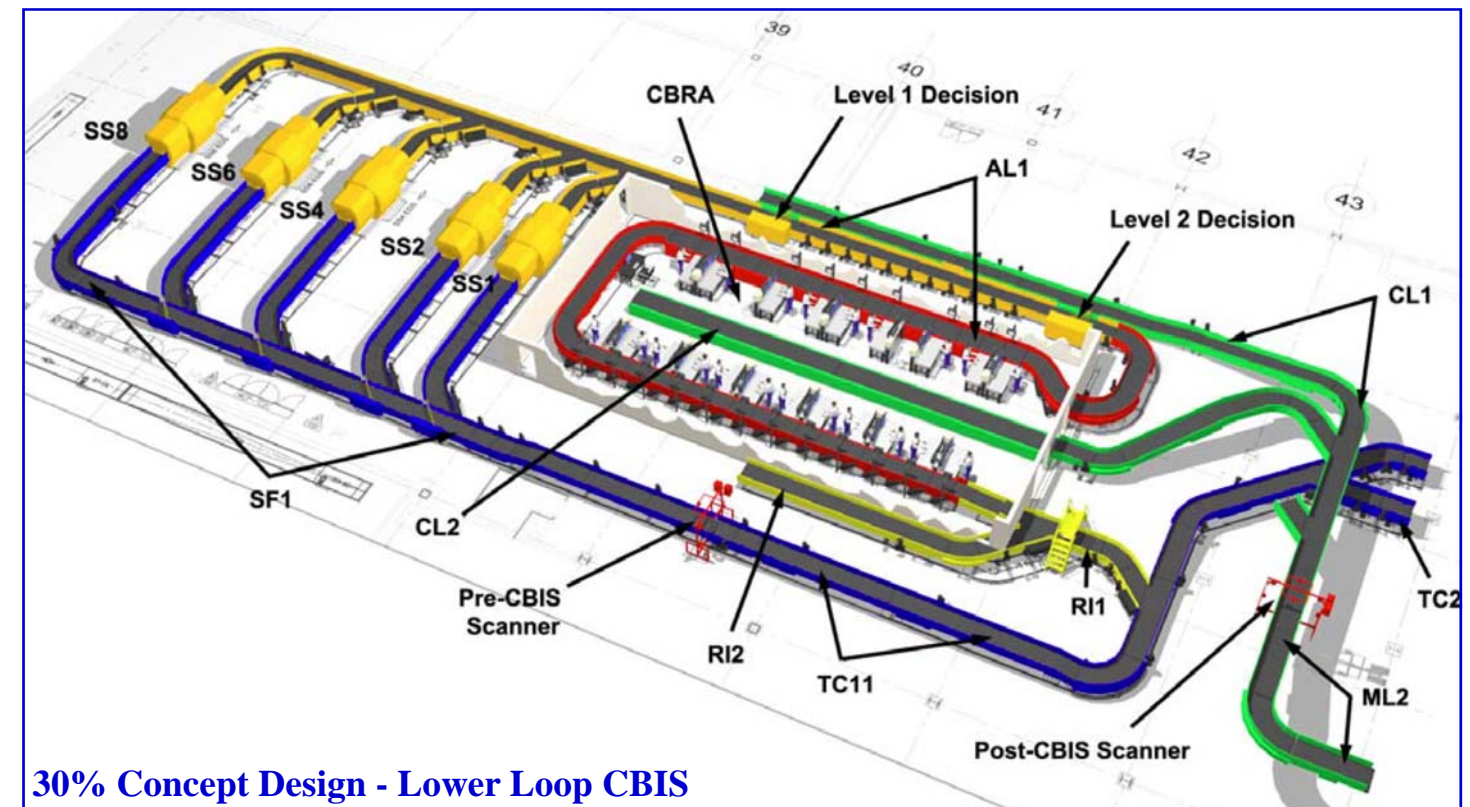 39
40
CBRA
Level 1 Decision
41
SS8
AL1
42
SS6
43
SS4
Level 2 Decision
SS2
SS1
CL1
SF1
CL2
Pre-CBIS
Scanner
RI1
TC2
RI2
TC11
ML2
Post-CBIS Scanner
30% Concept Design - Lower Loop CBIS